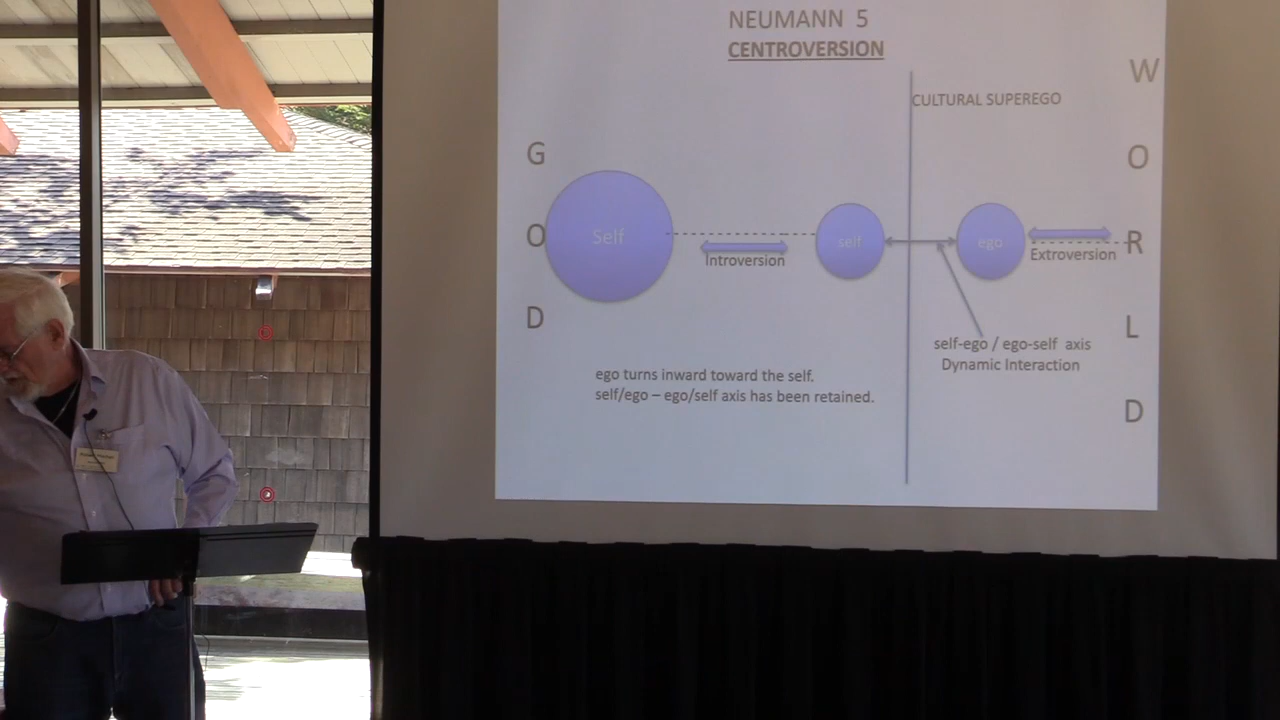 NEUMANN 5
CENTROVERSION
CULTURAL SUPEREGO
G
O
D
Self
Introversion
self
ego
Extroversion
W
O
R
L
D
self-ego / ego-self axis
Dynamic Interaction
ego turns inward toward the self.
self/ego – ego/self axis has been retained.